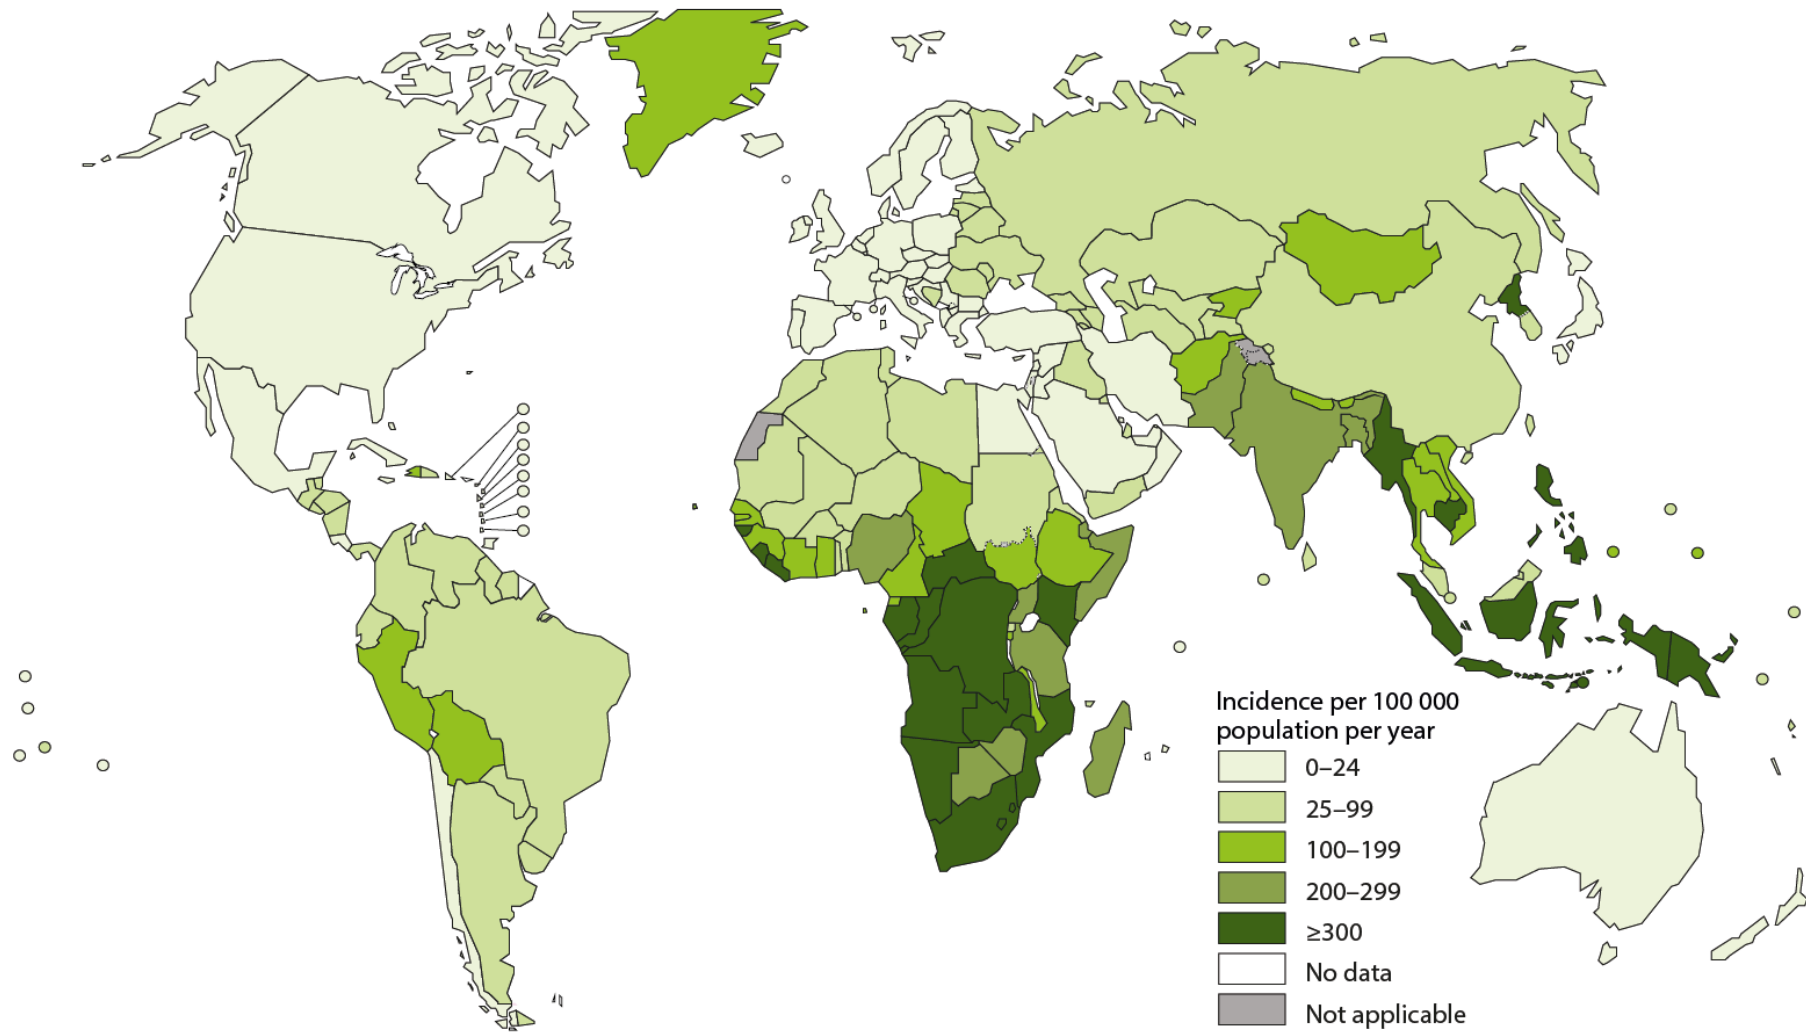 Incidence per 100 000
population per year
0–24
25–99
100–199
200–299
≥300
No data
Not applicable